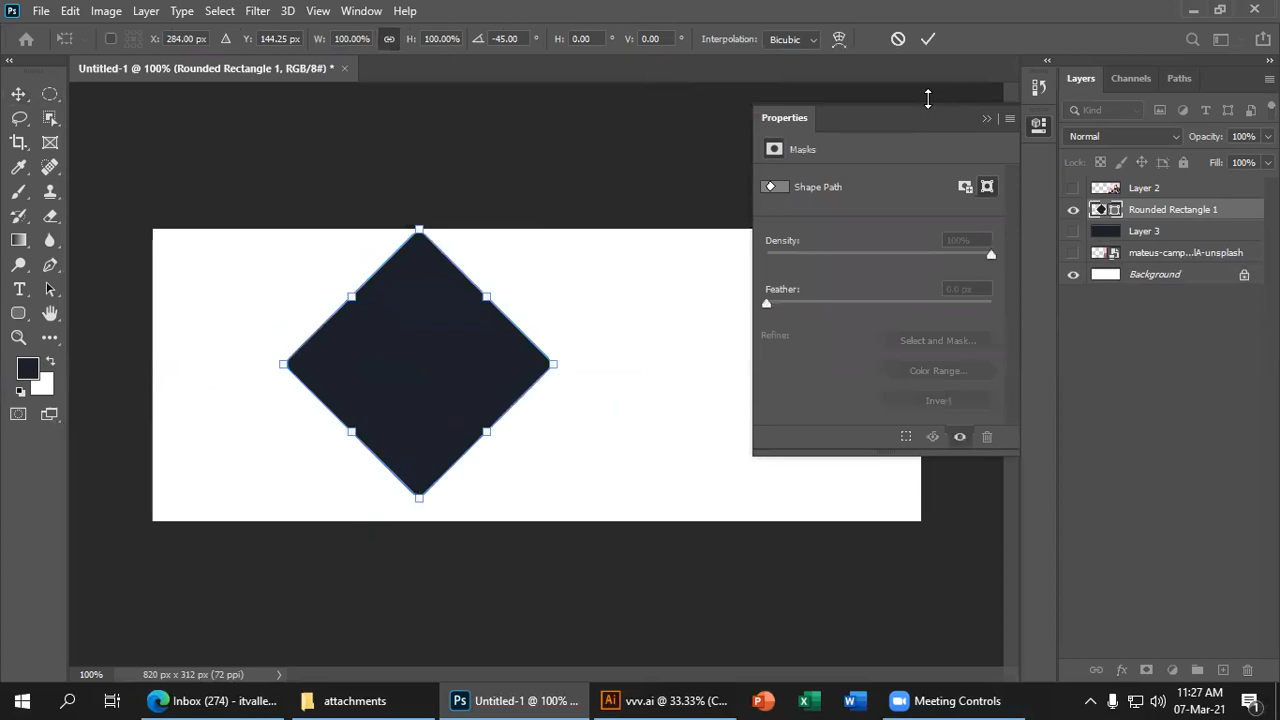 Ps File Edit Image Layer Type Select Filter 3D View Window Help
X: 284.00 px Y: 144.25 px W: 100.00% H: 100.00% -45.00 ° H: 0.00 ° V: 0.00 ° Interpolation: Bicubic
Untitled-1 @ 100% (Rounded Rectangle 1, RGB/8#) *
Layers Channels Paths
Kind
Normal Opacity: 100%
Lock: Fill: 100%
Layer 2
Rounded Rectangle 1
Layer 3
mateus-camp...lA-unsplash
Background
Properties
Masks
Shape Path
Density: 100%
Feather: 0.0 px
Refine: Select and Mask...
Color Range...
Invert
100% 820 px x 312 px (72 ppi)
Inbox (274) - itvalle...
attachments
Ps Untitled-1 @ 100% ...
Ai vvv.ai @ 33.33% (C...
Meeting Controls
11:27 AM
07-Mar-21
1